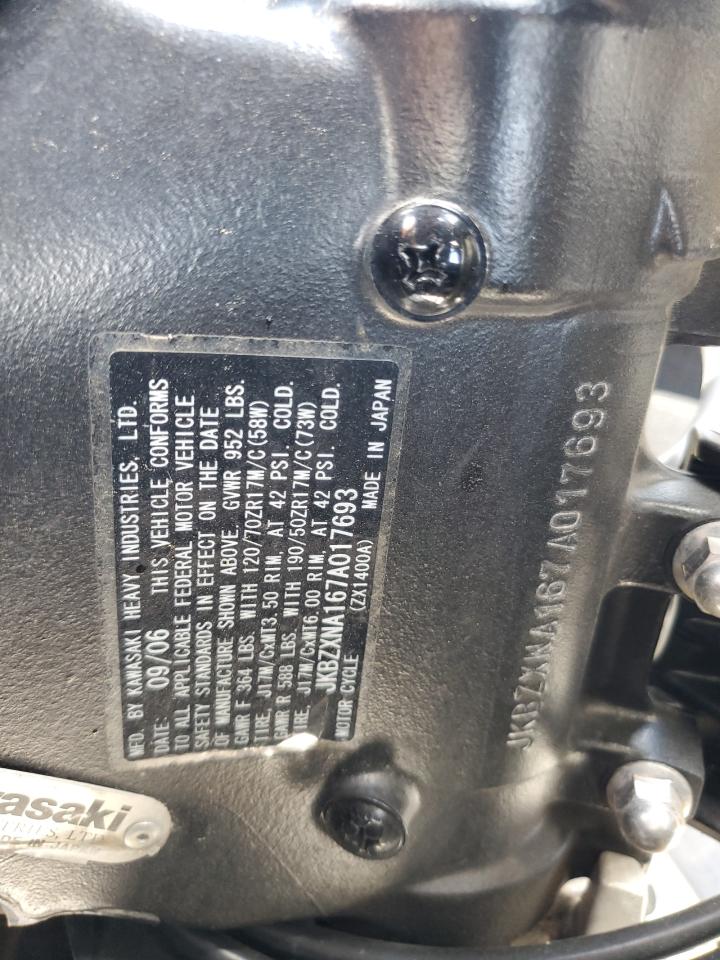 MFD. BY KAWASAKI HEAVY INDUSTRIES, LTD.
DATE: 09/06 THIS VEHICLE CONFORMS
TO ALL APPLICABLE FEDERAL MOTOR VEHICLE
SAFETY STANDARDS IN EFFECT ON THE DATE
OF MANUFACTURE SHOWN ABOVE. GVWR 952 LBS.
GAWR F 364 LBS. WITH 120/70ZR17M/C(58W)
TIRE, J17M/CxMT3.50 RIM, AT 42 PSI. COLD.
GAWR R 588 LBS. WITH 190/50ZR17M/C(73W)
TIRE, J17M/CxMT6.00 RIM, AT 42 PSI. COLD.
JKBZXNA167A017693
MOTOR CYCLE (ZX1400A) MADE IN JAPAN
JKBZXNA167A017693
wasaki